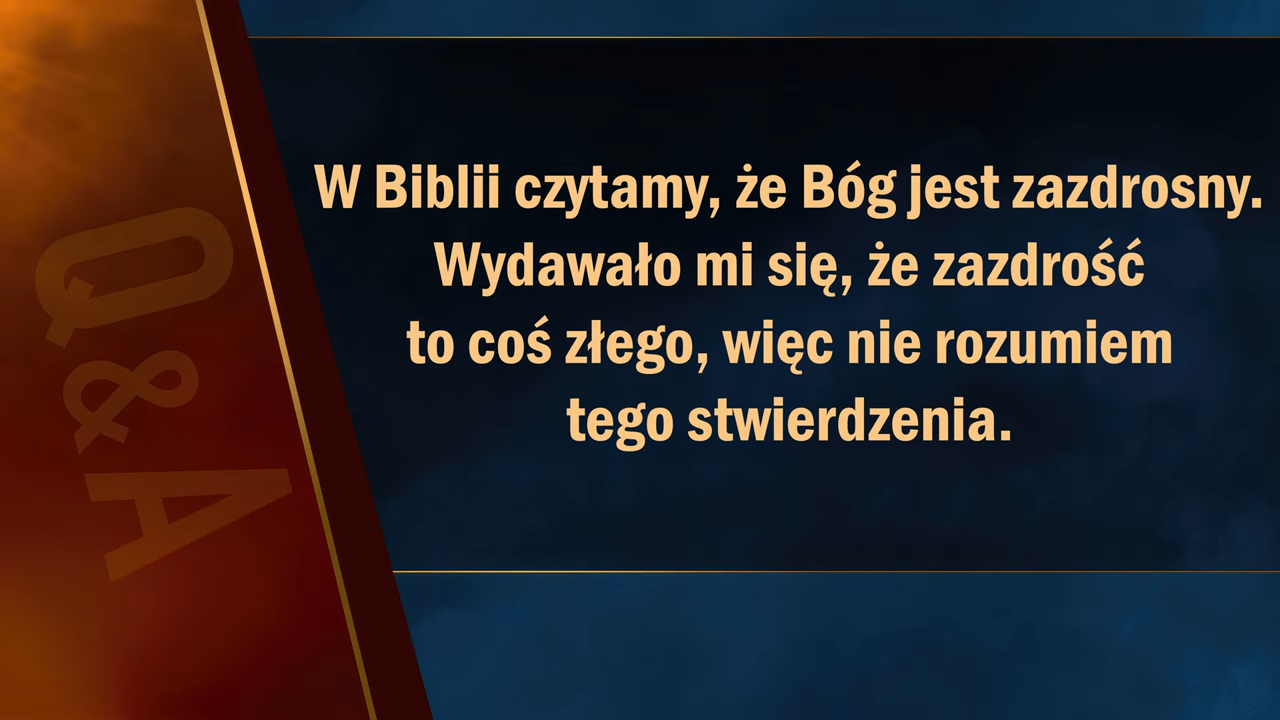 Q&A
W Biblii czytamy, że Bóg jest zazdrosny.
Wydawało mi się, że zazdrość
to coś złego, więc nie rozumiem
tego stwierdzenia.